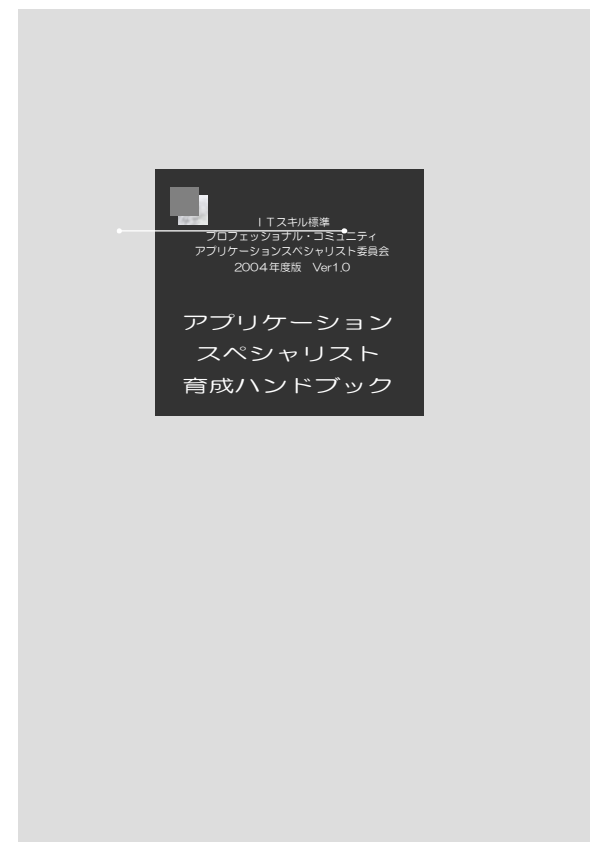 ＩＴスキル標準
プロフェッショナル・コミュニティ
アプリケーションスペシャリスト委員会
2004年度版　Ver1.0
アプリケーション
スペシャリスト
育成ハンドブック